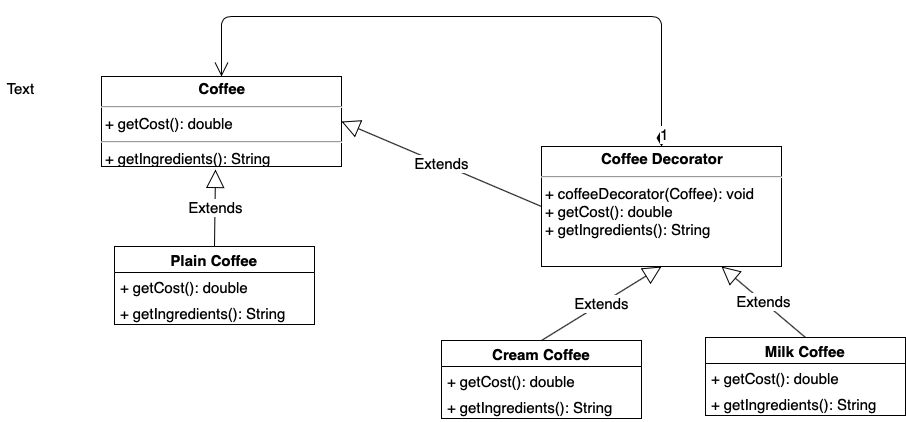 Text
Coffee
+ getCost(): double
+ getIngredients(): String
Extends
Plain Coffee
+ getCost(): double
+ getIngredients(): String
Extends
1
Coffee Decorator
+ coffeeDecorator(Coffee): void
+ getCost(): double
+ getIngredients(): String
Extends
Cream Coffee
+ getCost(): double
+ getIngredients(): String
Extends
Milk Coffee
+ getCost(): double
+ getIngredients(): String